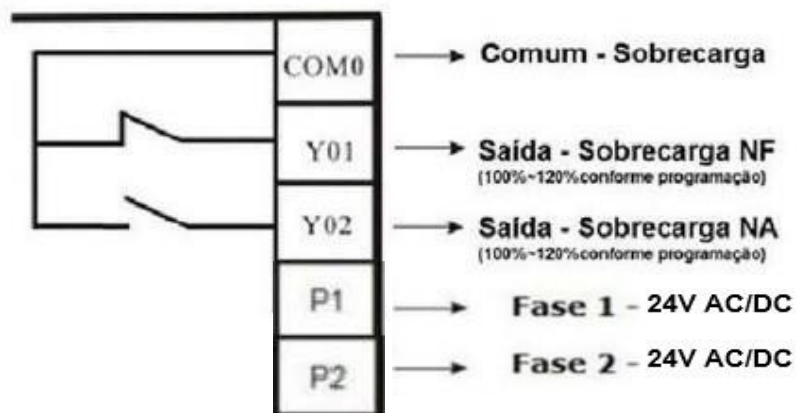 COM0 Comum - Sobrecarga
Y01 Saída - Sobrecarga NF
(100%~120%conforme programação)
Y02 Saída - Sobrecarga NA
(100%~120%conforme programação)
P1 Fase 1 - 24V AC/DC
P2 Fase 2 - 24V AC/DC